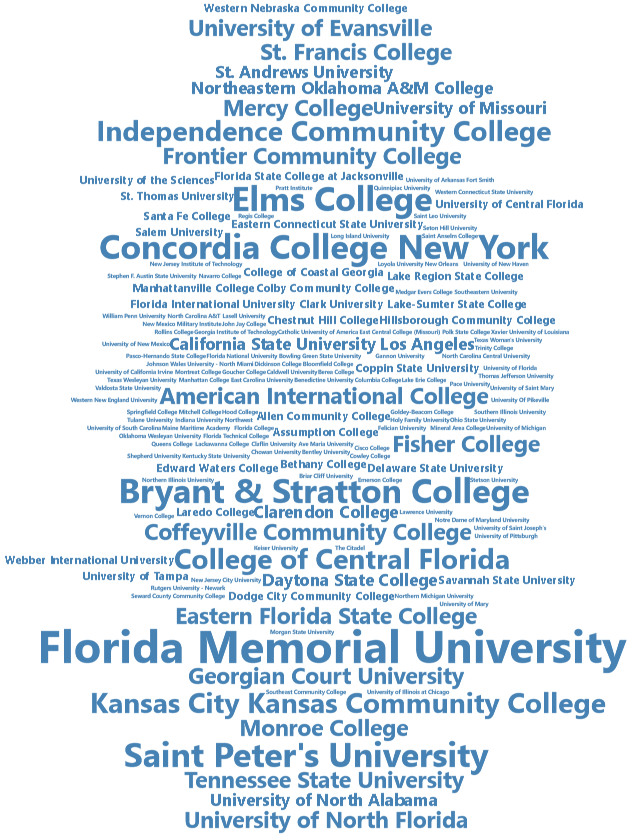 Western Nebraska Community College
University of Evansville
St. Francis College
St. Andrews University
Northeastern Oklahoma A&M College
Mercy College University of Missouri
Independence Community College
Frontier Community College
University of the Sciences Florida State College at Jacksonville University of Arkansas Fort Smith
Pratt Institute Quinnipiac University
St. Thomas University Elms College Western Connecticut State University
University of Central Florida
Santa Fe College Regis College Saint Leo University
Eastern Connecticut State University Seton Hill University
Salem University Long Island University Saint Anselm College
Concordia College New York
New Jersey Institute of Technology Loyola University New Orleans University of New Haven
Stephen F. Austin State University Navarro College College of Coastal Georgia Lake Region State College
Manhattanville College Colby Community College Medgar Evers College Southeastern University
Florida International University Clark University Lake-Sumter State College
William Penn University North Carolina A&T Lasell University
New Mexico Military Institute John Jay College Chestnut Hill College Hillsborough Community College
Rollins College Georgia Institute of Technology Catholic University of America East Central College (Missouri) Polk State College Xavier University of Louisiana
University of New Mexico California State University Los Angeles Texas Woman's University
Trinity College
Pasco-Hernando State College Florida National University Bowling Green State University Gannon University North Carolina Central University
Johnson Wales University - North Miami Dickinson College Bloomfield College
Coppin State University University of Florida
University of California Irvine Montreat College Goucher College Caldwell University Bowie College
Thomas Jefferson University
Texas Wesleyan University Manhattan College East Carolina University Benedictine University Columbia College Lake Erie College
Pace University University of Saint Mary
Valdosta State University
Western New England University American International College University Of Pikeville
Springfield College Mitchell College Hood College Allen Community College Goldey-Beacom College Southern Illinois University
Tulane University Indiana University Northwest Holy Family University Ohio State University
University of South Carolina Maine Maritime Academy Florida College Assumption College Felician University Mineral Area College University of Michigan
Oklahoma Wesleyan University Florida Technical College
Queens College Lackawanna College Claflin University Ave Maria University Cisco College Fisher College
Chowan University Bentley University
Shepherd University Kentucky State University Cowley College
Edward Waters College Bethany College Delaware State University
Northern Illinois University Briar Cliff University Emerson College Stetson University
Bryant & Stratton College
Vernon College Laredo College Clarendon College Lawrence University
Notre Dame of Maryland University
Coffeyville Community College University of Saint Joseph's
University of Pittsburgh
Keiser University The Citadel
Webber International University College of Central Florida
University of Tampa New Jersey City University Daytona State College Savannah State University
Rutgers University - Newark
Seward County Community College Dodge City Community College Northern Michigan University
University of Mary
Eastern Florida State College
Morgan State University
Florida Memorial University
Georgian Court University
Southeast Community College University of Illinois at Chicago
Kansas City Kansas Community College
Monroe College
Saint Peter's University
Tennessee State University
University of North Alabama
University of North Florida